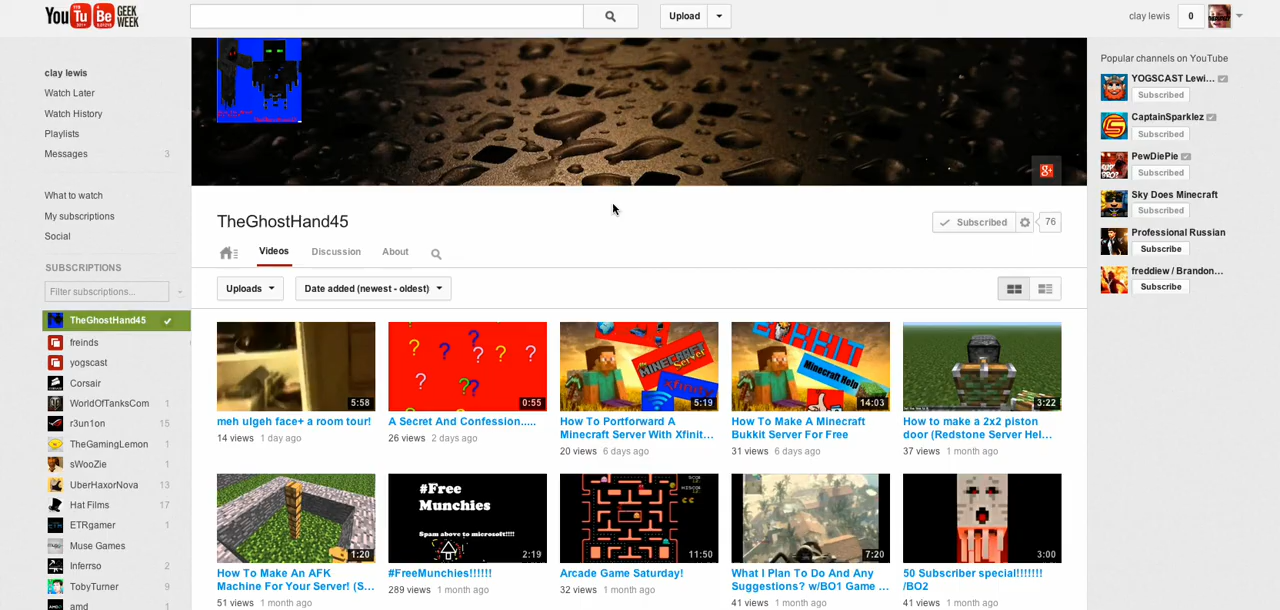 YouTube GEEK WEEK
Upload
clay lewis 0
clay lewis
Watch Later
Watch History
Playlists
Messages 3
What to watch
My subscriptions
Social
SUBSCRIPTIONS
Filter subscriptions...
TheGhostHand45
freinds
yogscast
Corsair
WorldOfTanksCom 1
r3un1on 15
TheGamingLemon 1
sWooZie 1
UberHaxorNova 13
Hat Films 17
ETRgamer 1
Muse Games
Inferrso 2
TobyTurner 9
amd 1
TheGhostHand45
Subscribed 76
Videos Discussion About
Uploads Date added (newest - oldest)
5:58
meh ulgeh face+ a room tour!
14 views 1 day ago
? ? ? ? ? ? ? ?
0:55
A Secret And Confession.....
26 views 2 days ago
MINECRAFT
Server
xfinity
5:19
How To Portforward A
Minecraft Server With Xfinit...
20 views 6 days ago
BUKKIT
Minecraft Help
14:03
How To Make A Minecraft
Bukkit Server For Free
31 views 6 days ago
3:22
How to make a 2x2 piston
door (Redstone Server Hel...
37 views 1 month ago
1:20
How To Make An AFK
Machine For Your Server! (S...
51 views 1 month ago
#Free
Munchies
Spam above to microsoft!!!!
2:19
#FreeMunchies!!!!!!
289 views 1 month ago
11:50
Arcade Game Saturday!
32 views 1 month ago
7:20
What I Plan To Do And Any
Suggestions? w/BO1 Game ...
41 views 1 month ago
3:00
50 Subscriber special!!!!!!!
/BO2
41 views 1 month ago
Popular channels on YouTube
YOGSCAST Lewi...
Subscribed
CaptainSparklez
Subscribed
PewDiePie
Subscribed
Sky Does Minecraft
Subscribed
Professional Russian
Subscribe
freddiew / Brandon...
Subscribe